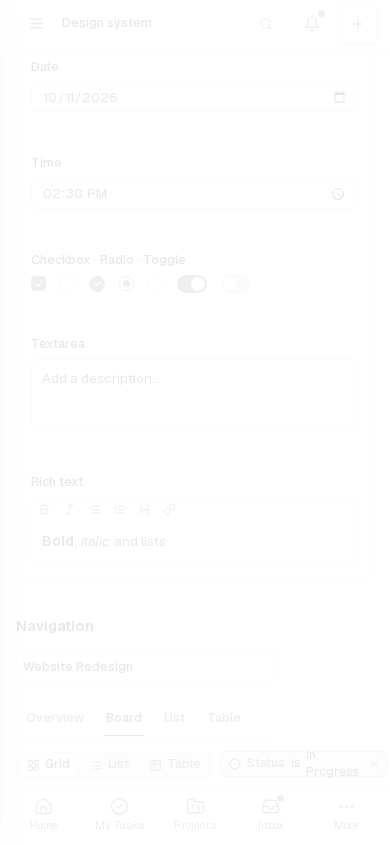 Design system
Date
10/11/2026
Time
02:30 PM
Checkbox · Radio · Toggle
Textarea
Add a description...
Rich text
B I H
Bold, italic, and lists.
Navigation
Website Redesign
Overview Board List Table
Grid List Table Status is In Progress
Home My Tasks Projects Inbox More